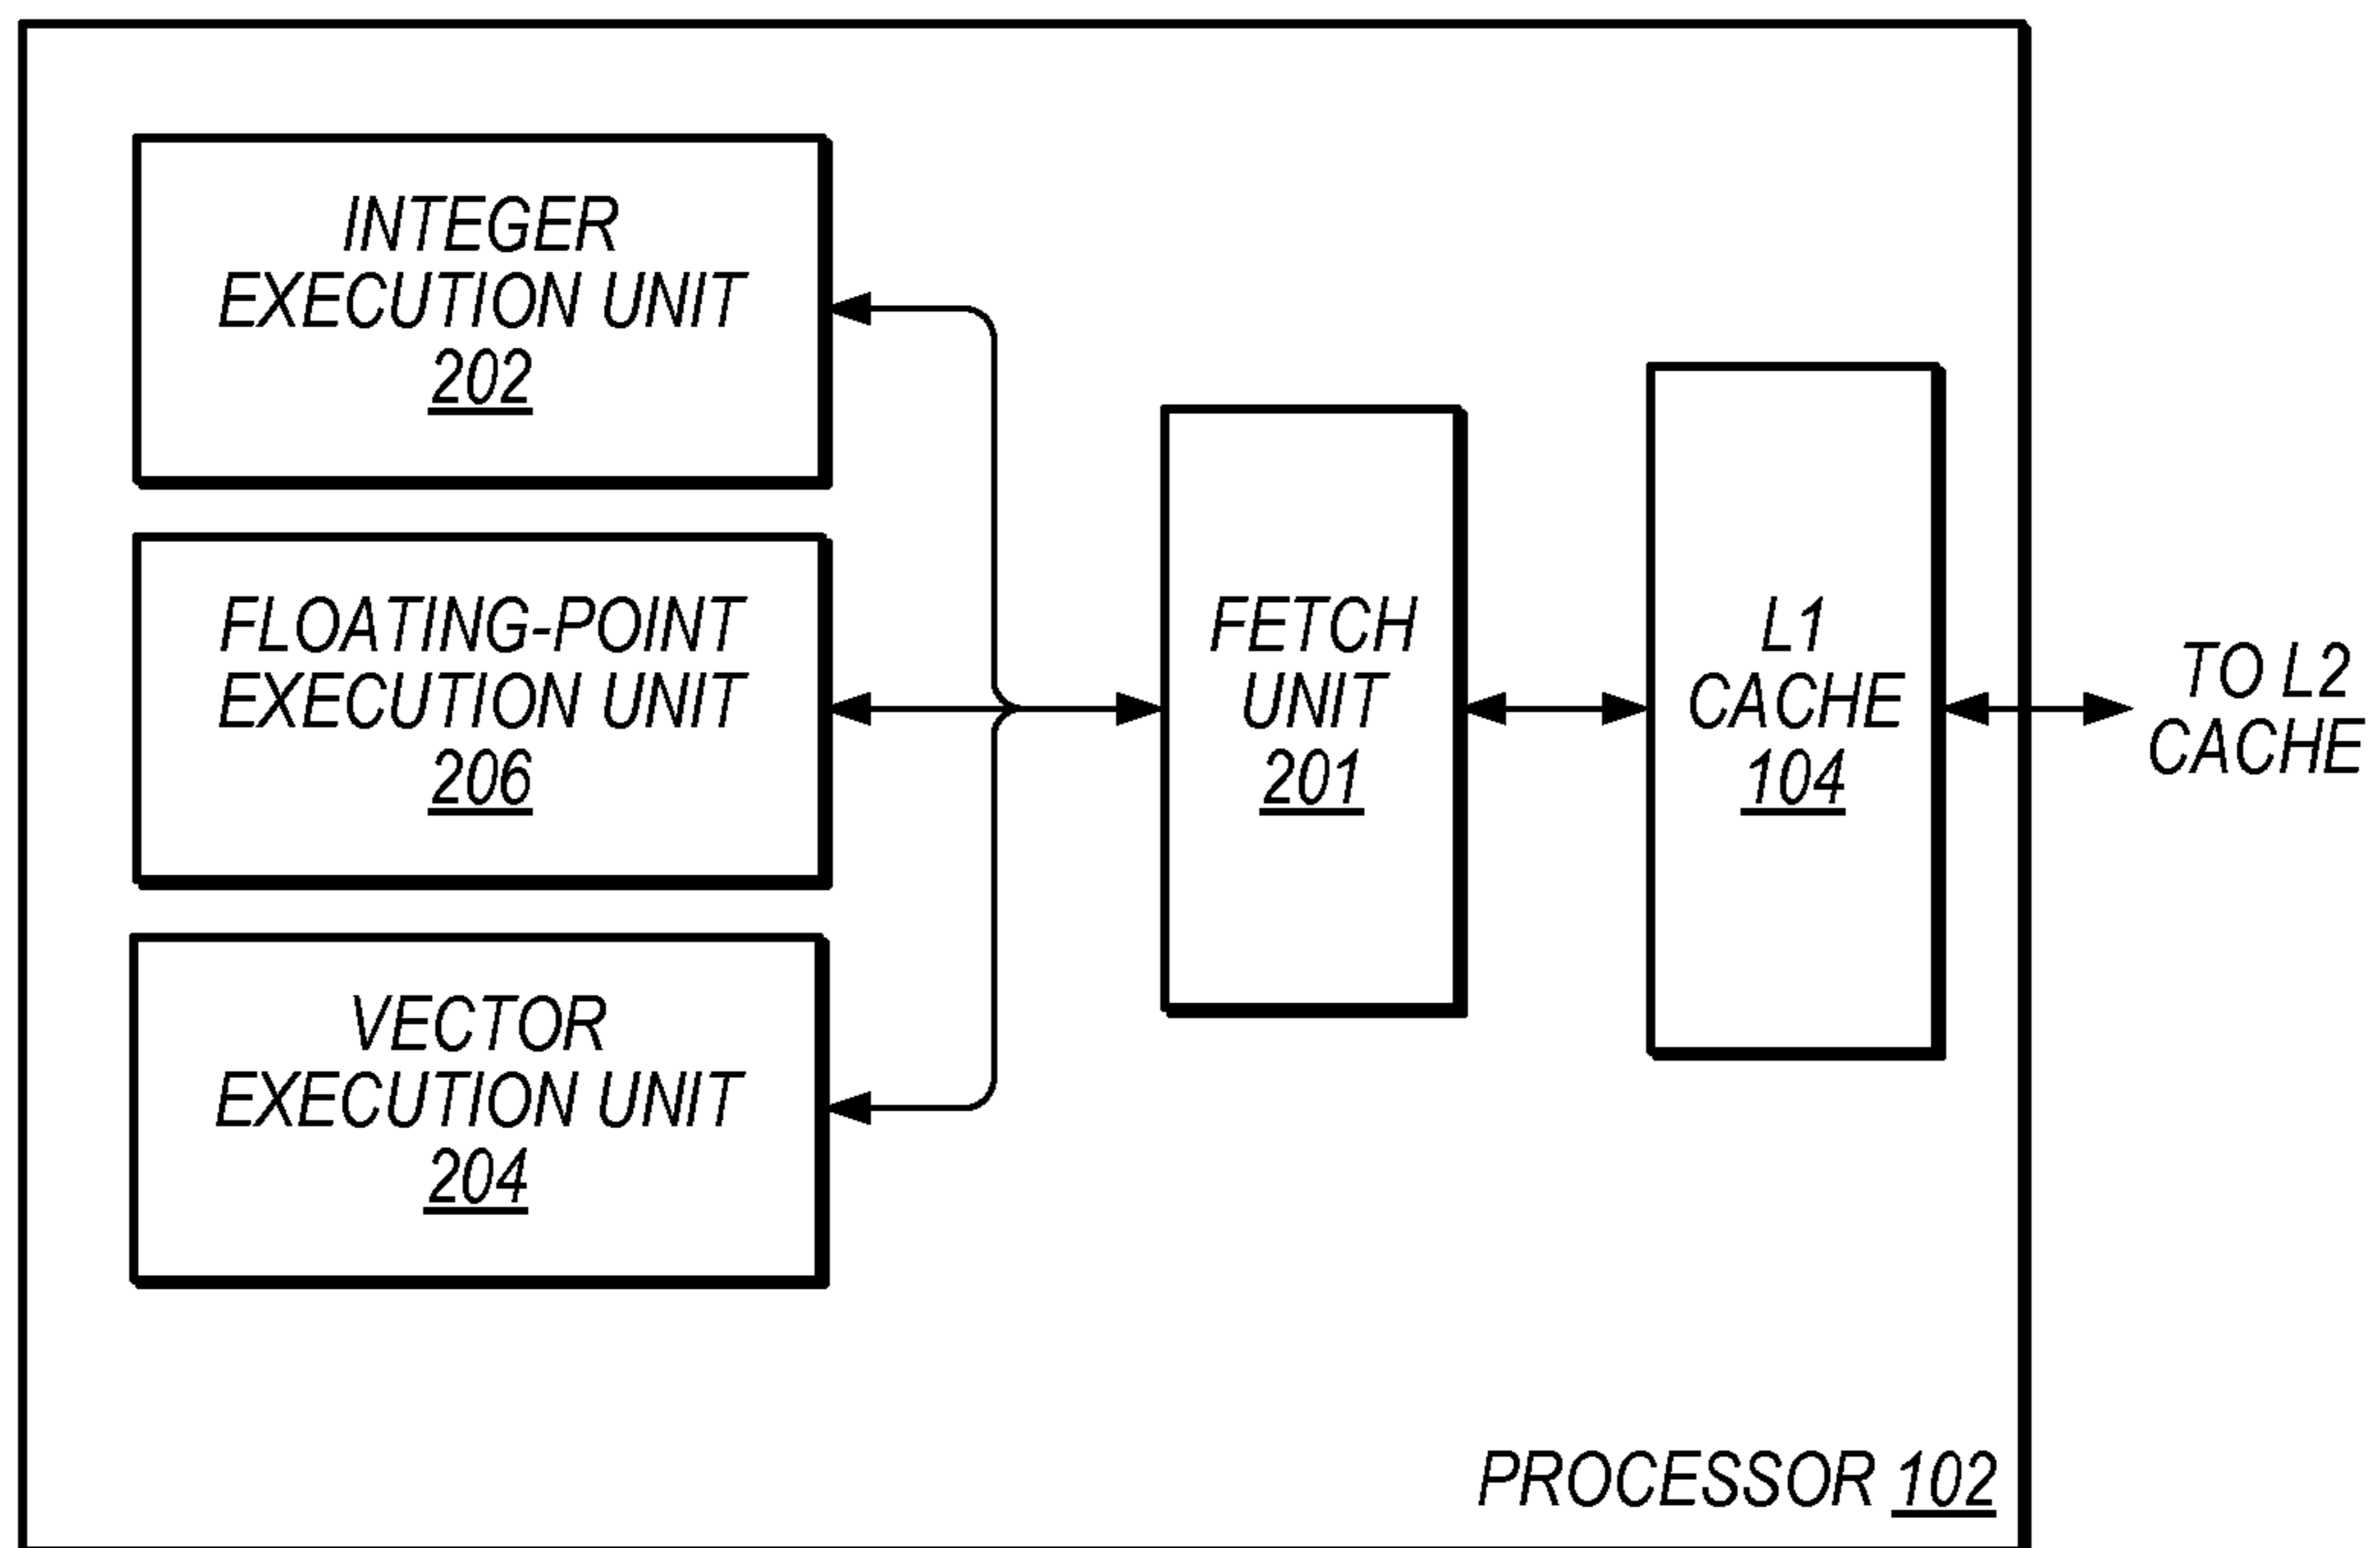 INTEGER
EXECUTION UNIT
202
FLOATING-POINT
EXECUTION UNIT
206
VECTOR
EXECUTION UNIT
204
FETCH
UNIT
201
L1
CACHE
104
TO L2
CACHE
PROCESSOR 102